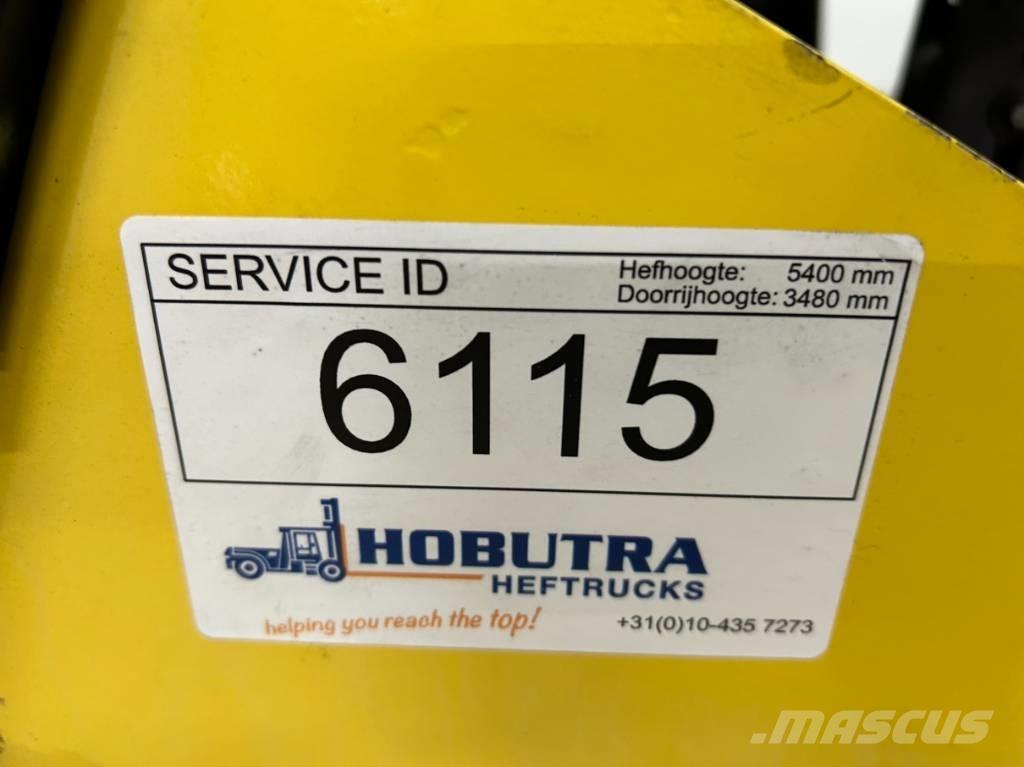 SERVICE ID
Hefhoogte: 5400 mm
Doorrijhoogte: 3480 mm
6115
HOBUTRA
HEFTRUCKS
helping you reach the top!
+31(0)10-435 7273
MASCUS